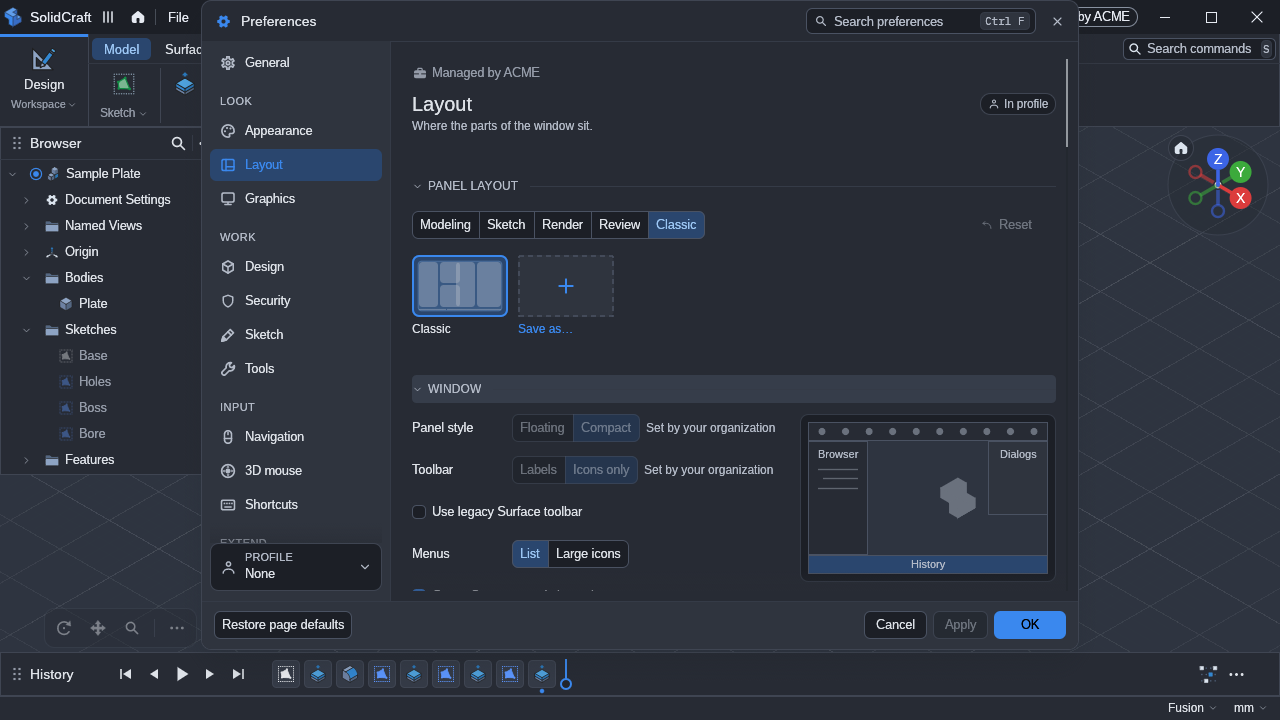 SolidCraft
File
by ACME
Design
Workspace
Model
Surfac
Sketch
Search commands
S
Browser
Sample Plate
Document Settings
Named Views
Origin
Bodies
Plate
Sketches
Base
Holes
Boss
Bore
Features
Preferences
Search preferences
Ctrl F
General
LOOK
Appearance
Layout
Graphics
WORK
Design
Security
Sketch
Tools
INPUT
Navigation
3D mouse
Shortcuts
EXTEND
PROFILE
None
Managed by ACME
Layout
In profile
Where the parts of the window sit.
PANEL LAYOUT
Modeling Sketch Render Review Classic
Reset
Classic
Save as…
WINDOW
Panel style
Floating Compact
Set by your organization
Toolbar
Labels Icons only
Set by your organization
Use legacy Surface toolbar
Menus
List Large icons
Browser
Dialogs
History
Restore page defaults
Cancel
Apply
OK
Z
Y
X
History
Fusion
mm